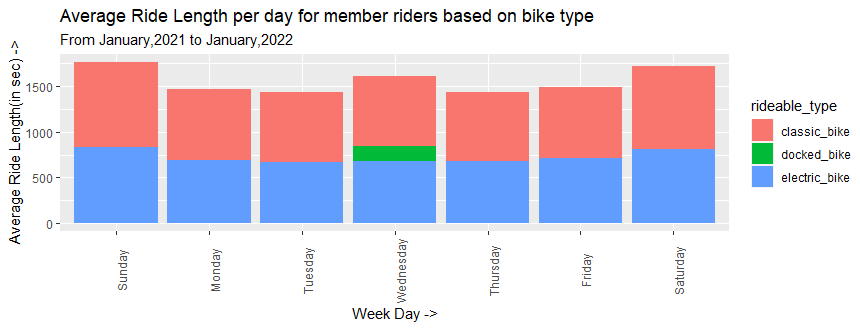 Average Ride Length per day for member riders based on bike type
From January,2021 to January,2022
Average Ride Length(in sec) ->
1500
1000
500
0
Sunday
Monday
Tuesday
Wednesday
Thursday
Friday
Saturday
Week Day ->
rideable_type
classic_bike
docked_bike
electric_bike